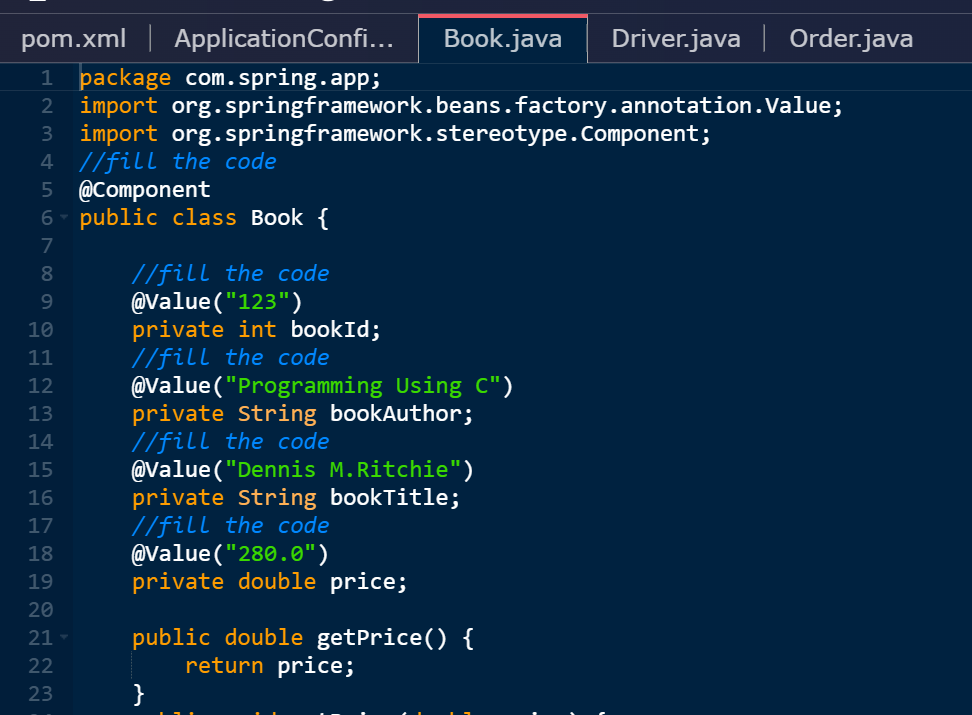 pom.xml | ApplicationConfi... Book.java Driver.java | Order.java
1 package com.spring.app;
2 import org.springframework.beans.factory.annotation.Value;
3 import org.springframework.stereotype.Component;
4 //fill the code
5 @Component
6 public class Book {
7
8 //fill the code
9 @Value("123")
10 private int bookId;
11 //fill the code
12 @Value("Programming Using C")
13 private String bookAuthor;
14 //fill the code
15 @Value("Dennis M.Ritchie")
16 private String bookTitle;
17 //fill the code
18 @Value("280.0")
19 private double price;
20
21 public double getPrice() {
22 return price;
23 }